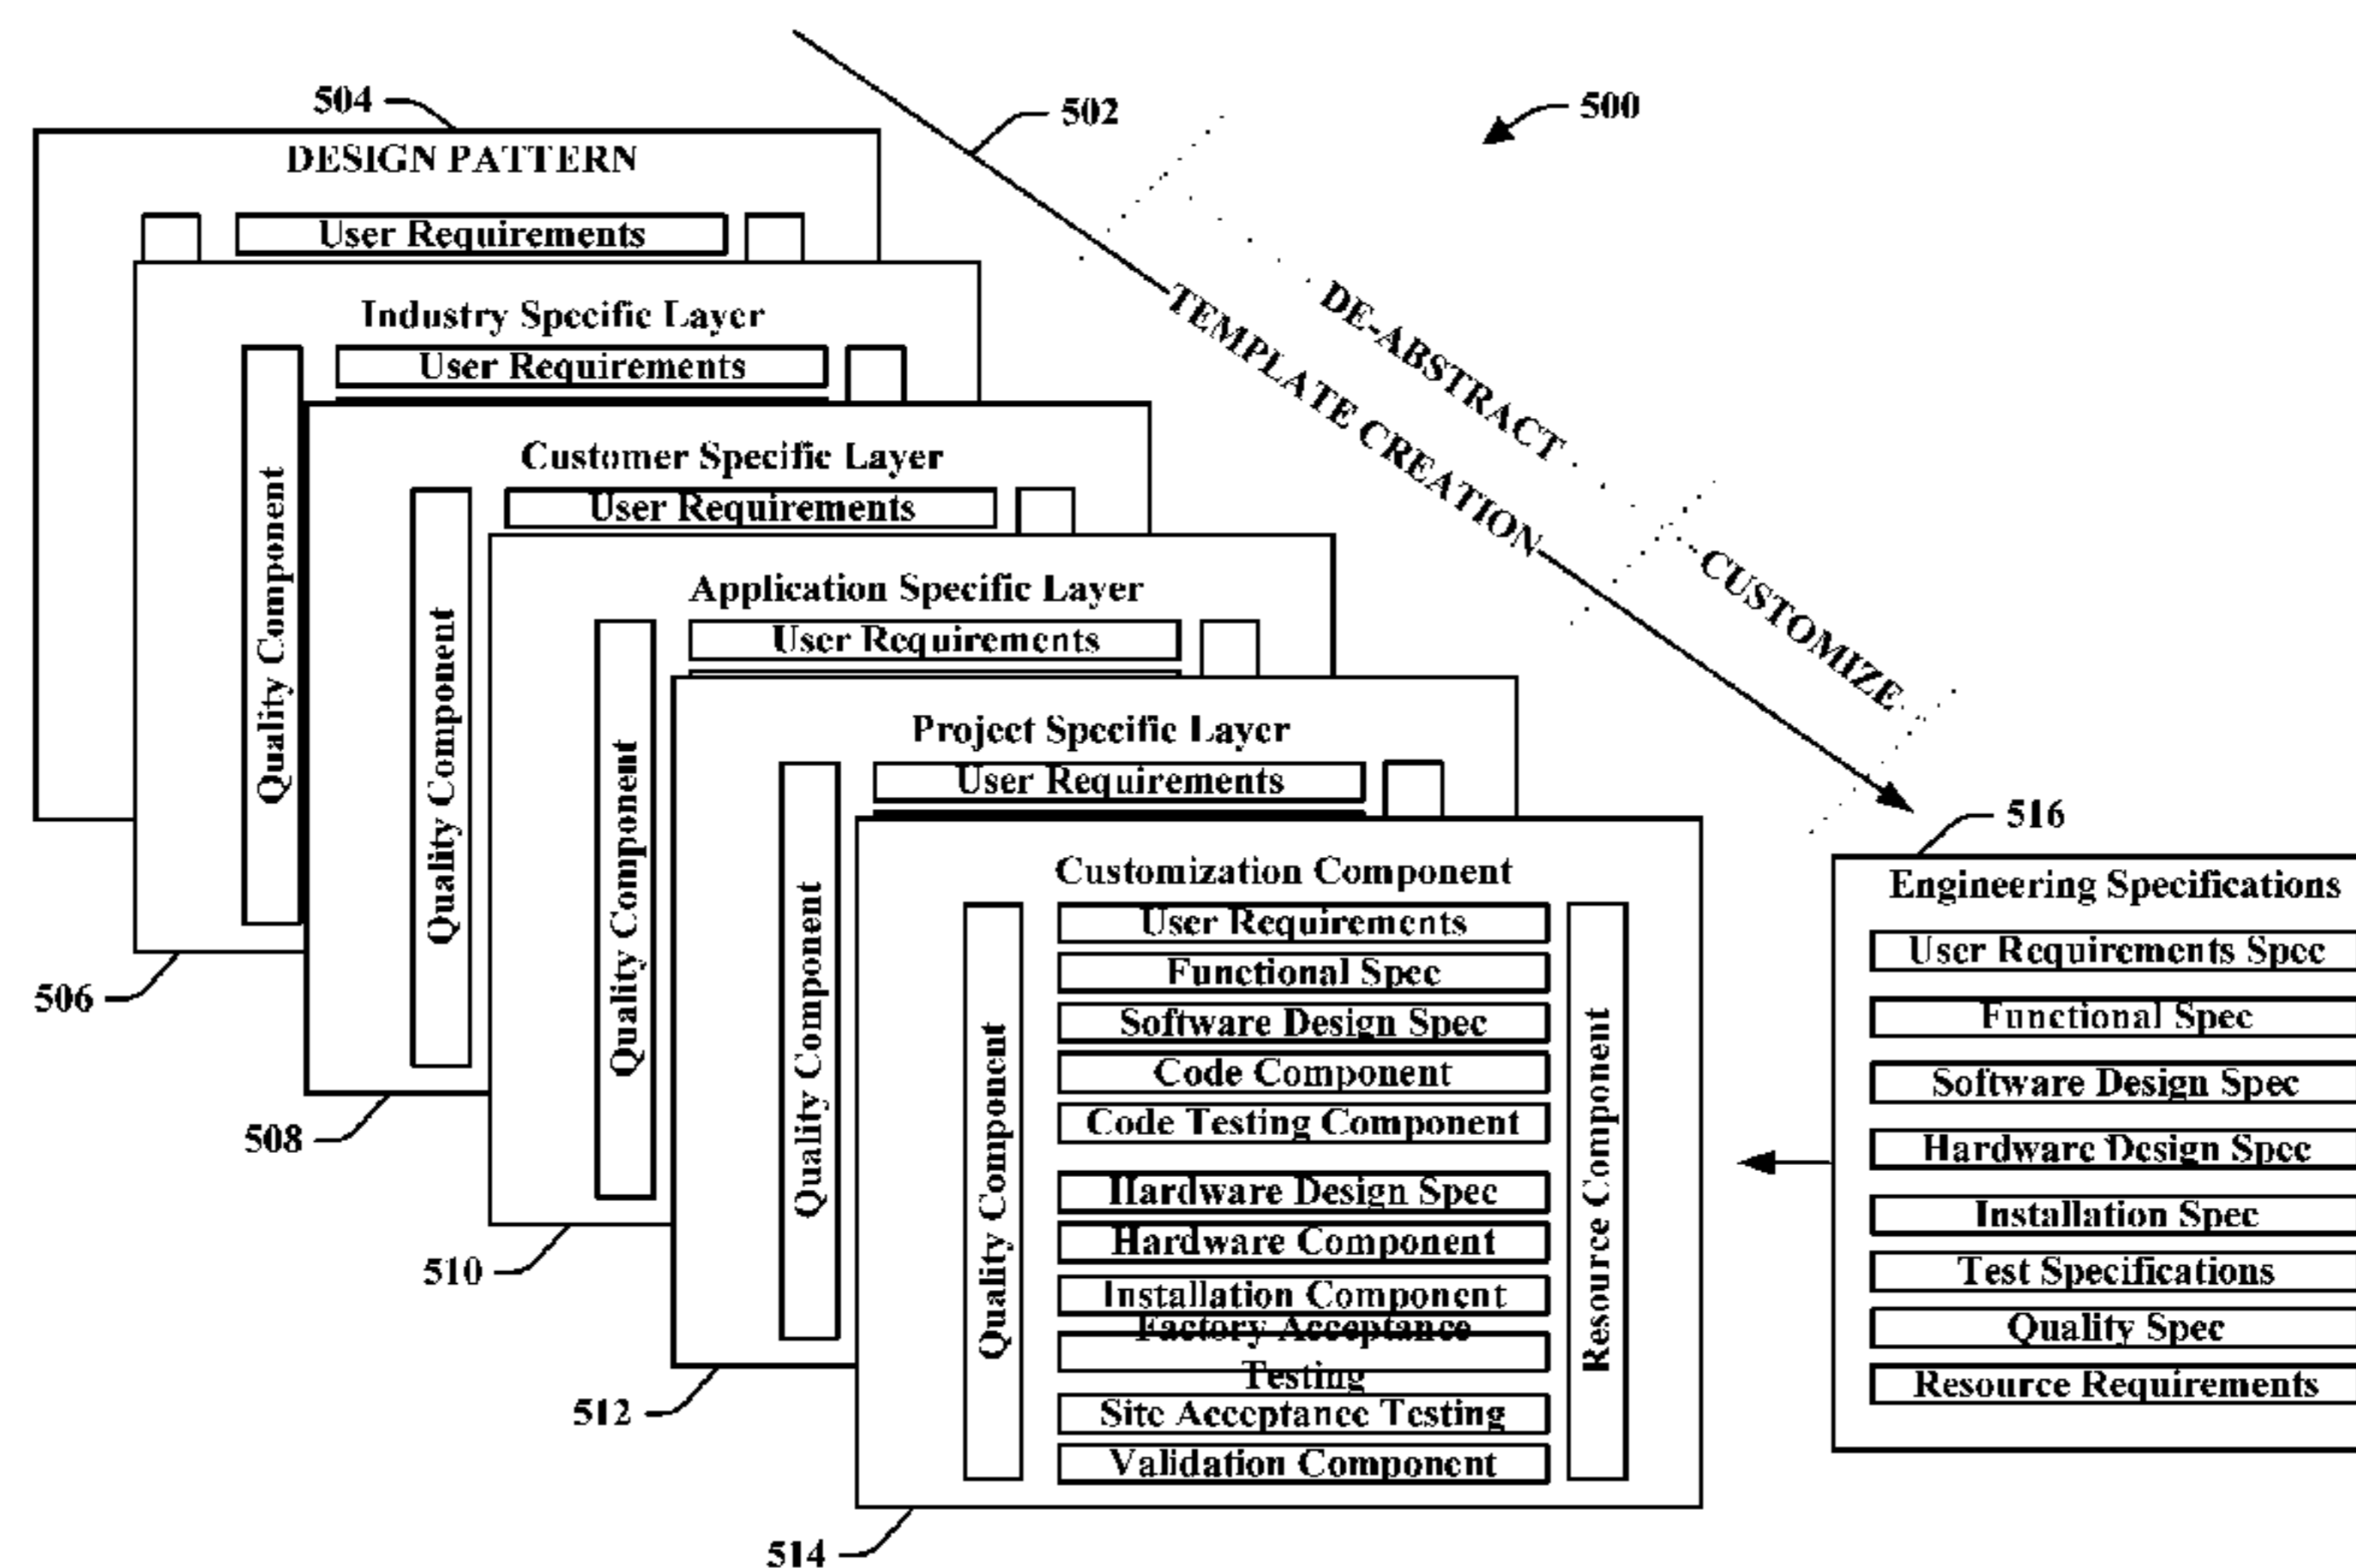 504
502
500
DESIGN PATTERN
User Requirements
Industry Specific Layer
User Requirements
Quality Component
Customer Specific Layer
User Requirements
Quality Component
Application Specific Layer
User Requirements
Quality Component
Project Specific Layer
User Requirements
Quality Component
Customization Component
User Requirements
Functional Spec
Software Design Spec
Code Component
Code Testing Component
Hardware Design Spec
Hardware Component
Installation Component
Factory Acceptance
Testing
Site Acceptance Testing
Validation Component
Quality Component
Resource Component
DE-ABSTRACT
TEMPLATE CREATION
CUSTOMIZE
516
Engineering Specifications
User Requirements Spec
Functional Spec
Software Design Spec
Hardware Design Spec
Installation Spec
Test Specifications
Quality Spec
Resource Requirements
506
508
510
512
514